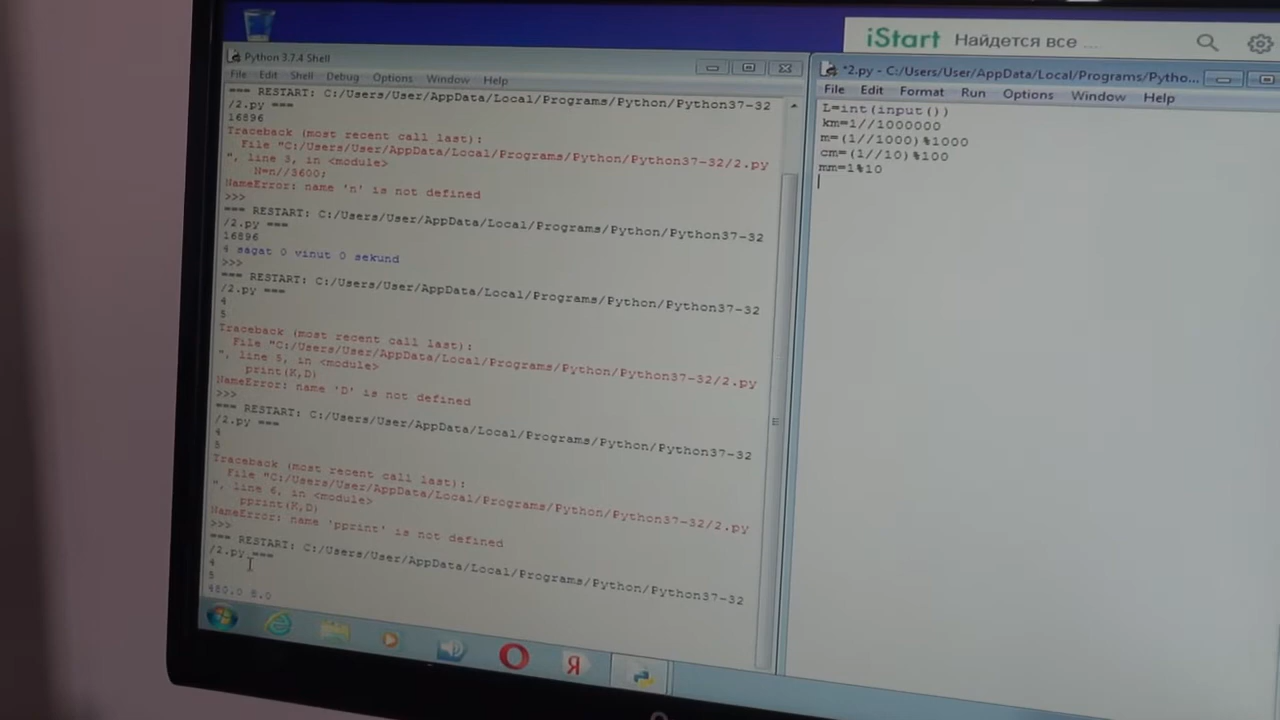 iStart Найдется все ...
Python 3.7.4 Shell
File Edit Shell Debug Options Window Help
=== RESTART: C:/Users/User/AppData/Local/Programs/Python/Python37-32
/2.py ===
16896
Traceback (most recent call last):
File "C:/Users/User/AppData/Local/Programs/Python/Python37-32/2.py
", line 3, in <module>
N=n//3600;
NameError: name 'n' is not defined
>>>
=== RESTART: C:/Users/User/AppData/Local/Programs/Python/Python37-32
/2.py ===
16896
4 sagat 0 vinut 0 sekund
>>>
=== RESTART: C:/Users/User/AppData/Local/Programs/Python/Python37-32
/2.py ===
4
5
Traceback (most recent call last):
File "C:/Users/User/AppData/Local/Programs/Python/Python37-32/2.py
", line 5, in <module>
print(K,D)
NameError: name 'D' is not defined
>>>
=== RESTART: C:/Users/User/AppData/Local/Programs/Python/Python37-32
/2.py ===
4
5
Traceback (most recent call last):
File "C:/Users/User/AppData/Local/Programs/Python/Python37-32/2.py
", line 6, in <module>
pprint(K,D)
NameError: name 'pprint' is not defined
>>>
=== RESTART: C:/Users/User/AppData/Local/Programs/Python/Python37-32
/2.py ===
4
5
480.0 8.0
*2.py - C:/Users/User/AppData/Local/Programs/Pytho...
File Edit Format Run Options Window Help
L=int(input())
km=l//1000000
m=(l//1000)%1000
cm=(l//10)%100
mm=l%10